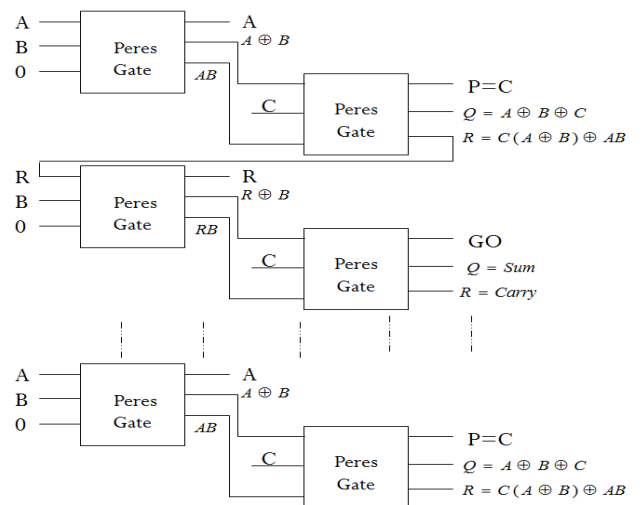 A
B
0
Peres
Gate
A
A ⊕ B
AB
C
Peres
Gate
P=C
Q = A ⊕ B ⊕ C
R = C(A ⊕ B) ⊕ AB
R
B
0
Peres
Gate
R
R ⊕ B
RB
C
Peres
Gate
GO
Q = Sum
R = Carry
A
B
0
Peres
Gate
A
A ⊕ B
AB
C
Peres
Gate
P=C
Q = A ⊕ B ⊕ C
R = C(A ⊕ B) ⊕ AB